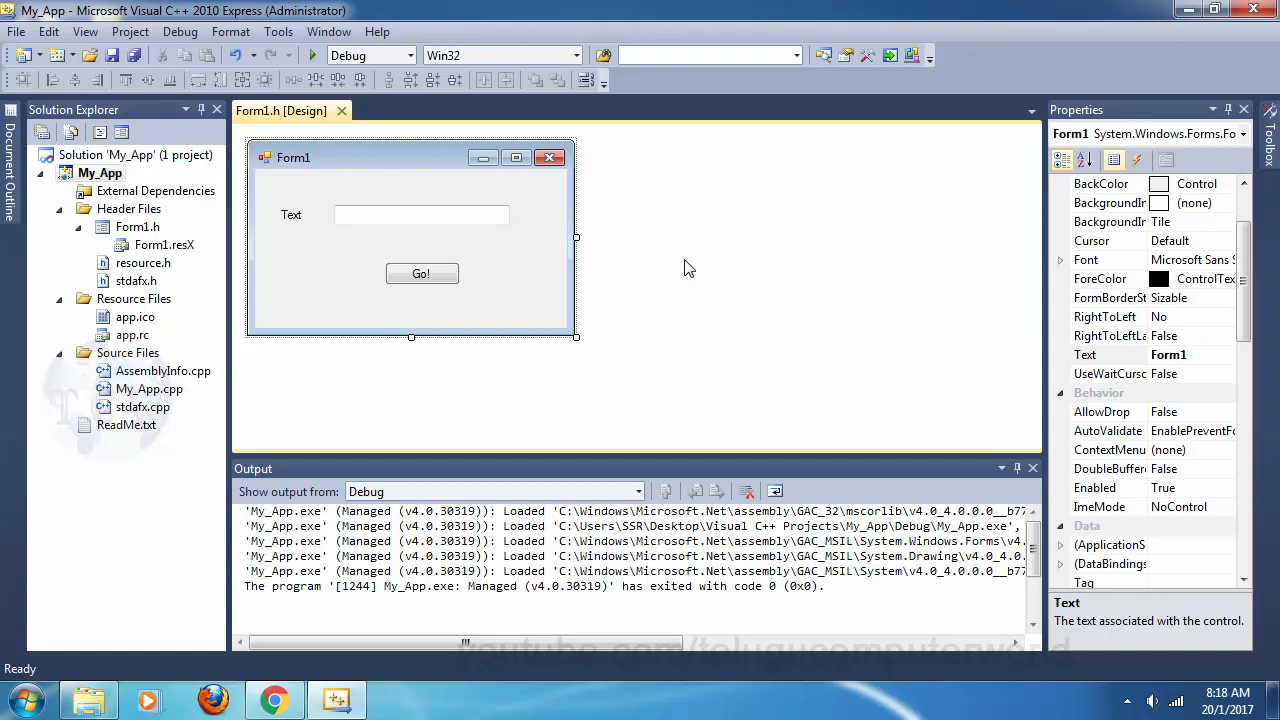 My_App - Microsoft Visual C++ 2010 Express (Administrator)
File Edit View Project Debug Format Tools Window Help
Debug Win32
Document Outline
Solution Explorer
Solution 'My_App' (1 project)
My_App
External Dependencies
Header Files
Form1.h
Form1.resX
resource.h
stdafx.h
Resource Files
app.ico
app.rc
Source Files
AssemblyInfo.cpp
My_App.cpp
stdafx.cpp
ReadMe.txt
Form1.h [Design]
Form1
Text
Go!
Output
Show output from: Debug
'My_App.exe' (Managed (v4.0.30319)): Loaded 'C:\Windows\Microsoft.Net\assembly\GAC_32\mscorlib\v4.0_4.0.0.0__b77
'My_App.exe' (Managed (v4.0.30319)): Loaded 'C:\Users\SSR\Desktop\Visual C++ Projects\My_App\Debug\My_App.exe',
'My_App.exe' (Managed (v4.0.30319)): Loaded 'C:\Windows\Microsoft.Net\assembly\GAC_MSIL\System.Windows.Forms\v4.
'My_App.exe' (Managed (v4.0.30319)): Loaded 'C:\Windows\Microsoft.Net\assembly\GAC_MSIL\System.Drawing\v4.0_4.0.
'My_App.exe' (Managed (v4.0.30319)): Loaded 'C:\Windows\Microsoft.Net\assembly\GAC_MSIL\System\v4.0_4.0.0.0__b77
The program '[1244] My_App.exe: Managed (v4.0.30319)' has exited with code 0 (0x0).
Properties
Form1 System.Windows.Forms.Fo
BackColor Control
BackgroundIr (none)
BackgroundIr Tile
Cursor Default
Font Microsoft Sans S
ForeColor ControlTex
FormBorderSt Sizable
RightToLeft No
RightToLeftLa False
Text Form1
UseWaitCurso False
Behavior
AllowDrop False
AutoValidate EnablePreventFo
ContextMenu (none)
DoubleBuffere False
Enabled True
ImeMode NoControl
Data
(ApplicationS
(DataBindings
Tag
Text
The text associated with the control.
Toolbox
youtube.com/telugucomputerworld
Ready
8:18 AM
20/1/2017